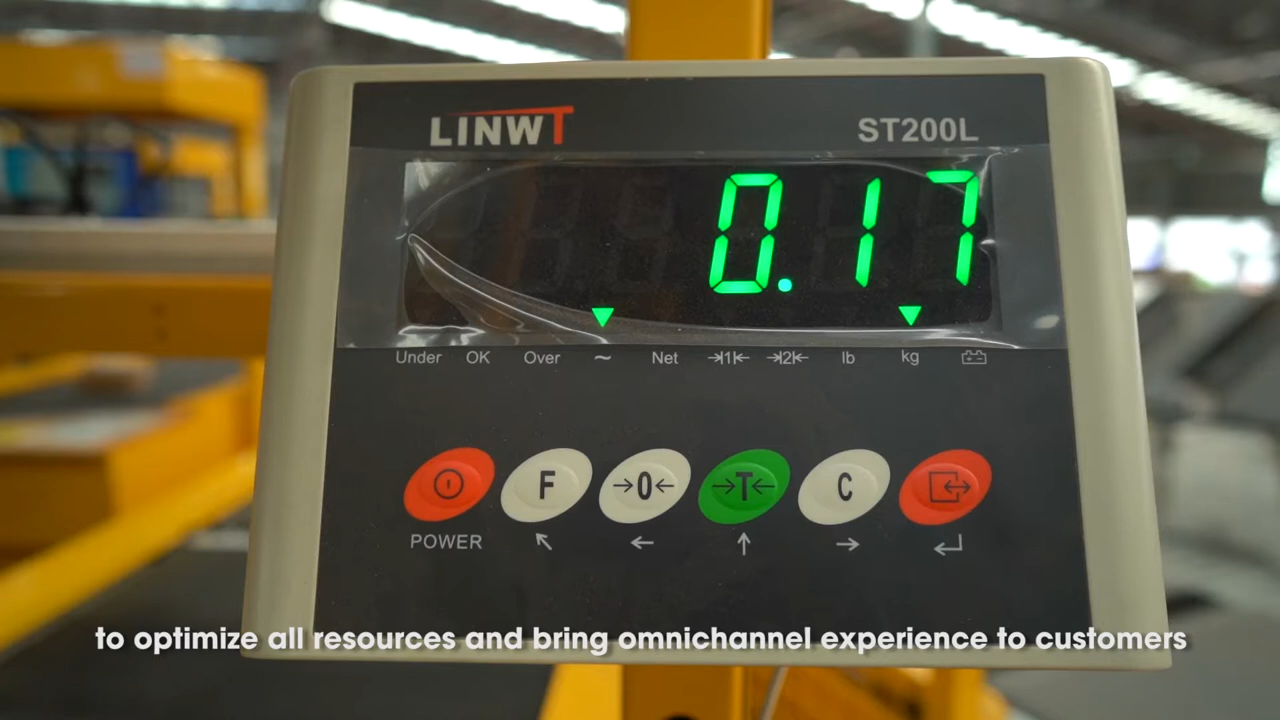 LINWT
ST200L
0.17
Under OK Over ~ Net →|1|← →|2|← lb kg
F →0← →T← C
POWER ↖ ← ↑ → ↵
to optimize all resources and bring omnichannel experience to customers